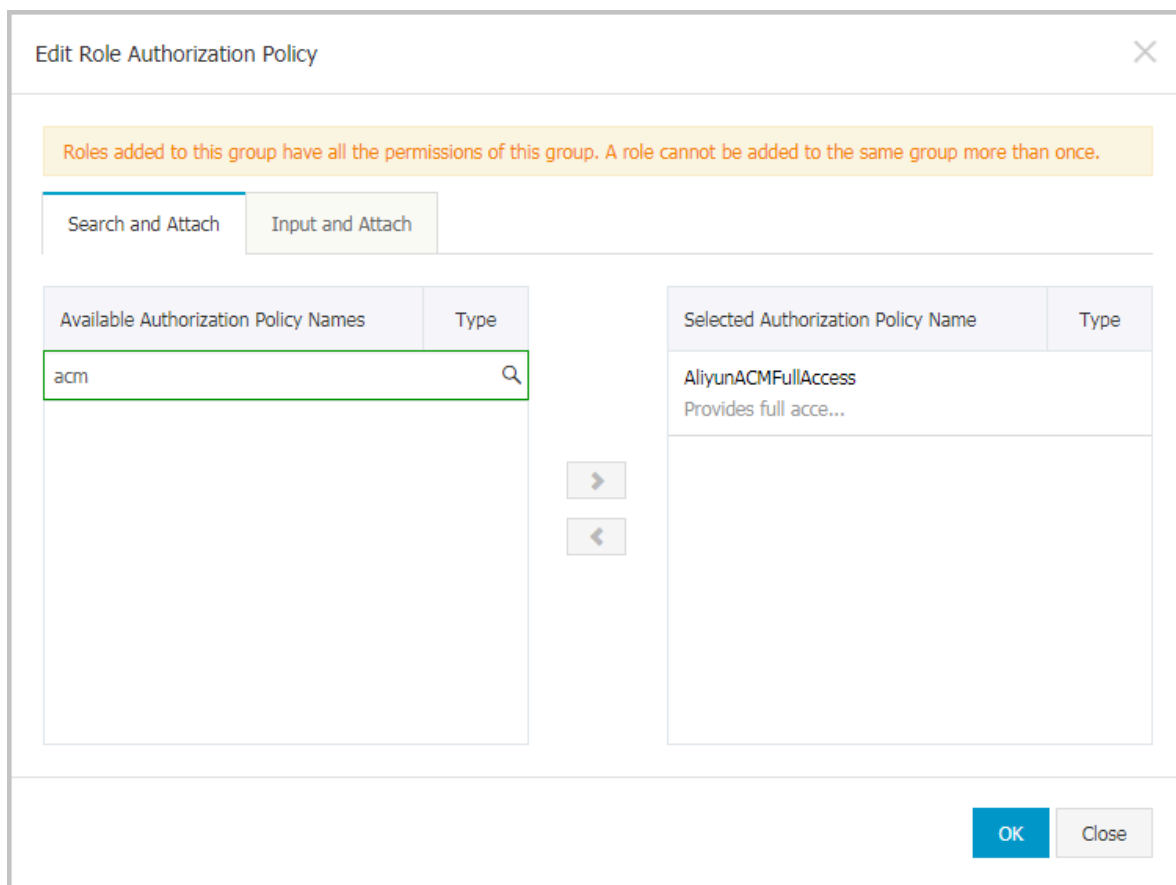 Edit Role Authorization Policy
Roles added to this group have all the permissions of this group. A role cannot be added to the same group more than once.
Search and Attach
Input and Attach
Available Authorization Policy Names
Type
acm
Selected Authorization Policy Name
Type
AliyunACMFullAccess
Provides full acce...
OK
Close